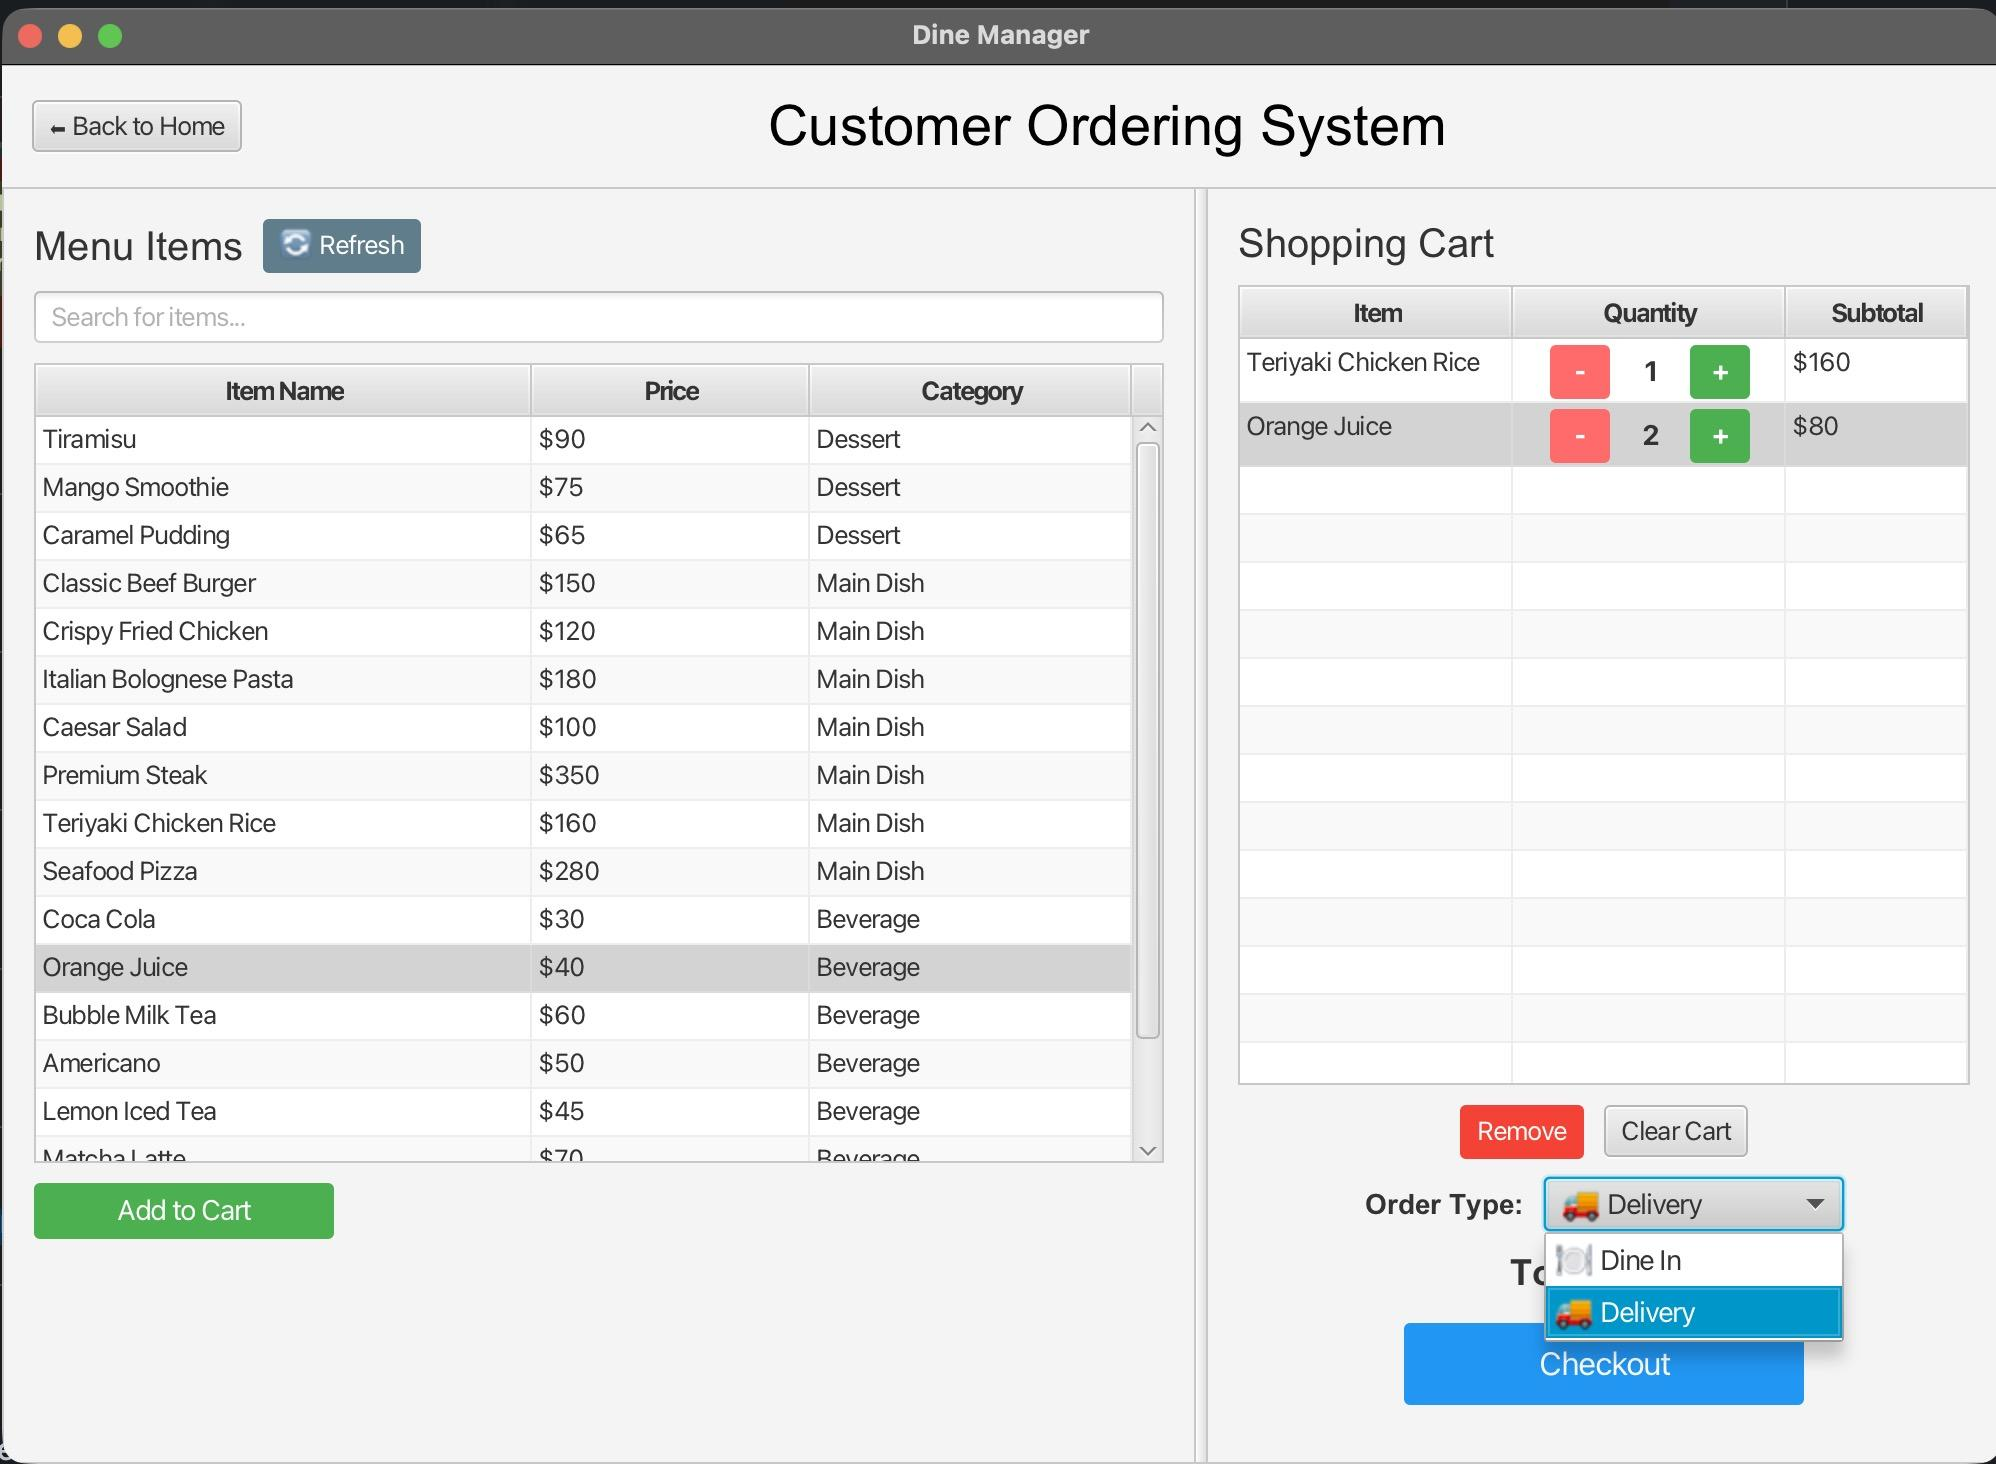 Dine Manager
Back to Home
Customer Ordering System
Menu Items
Refresh
Search for items...
Item Name Price Category
Tiramisu $90 Dessert
Mango Smoothie $75 Dessert
Caramel Pudding $65 Dessert
Classic Beef Burger $150 Main Dish
Crispy Fried Chicken $120 Main Dish
Italian Bolognese Pasta $180 Main Dish
Caesar Salad $100 Main Dish
Premium Steak $350 Main Dish
Teriyaki Chicken Rice $160 Main Dish
Seafood Pizza $280 Main Dish
Coca Cola $30 Beverage
Orange Juice $40 Beverage
Bubble Milk Tea $60 Beverage
Americano $50 Beverage
Lemon Iced Tea $45 Beverage
Matcha Latte $70 Beverage
Add to Cart
Shopping Cart
Item Quantity Subtotal
Teriyaki Chicken Rice - 1 + $160
Orange Juice - 2 + $80
Remove Clear Cart
Order Type: Delivery
Dine In
Delivery
Checkout